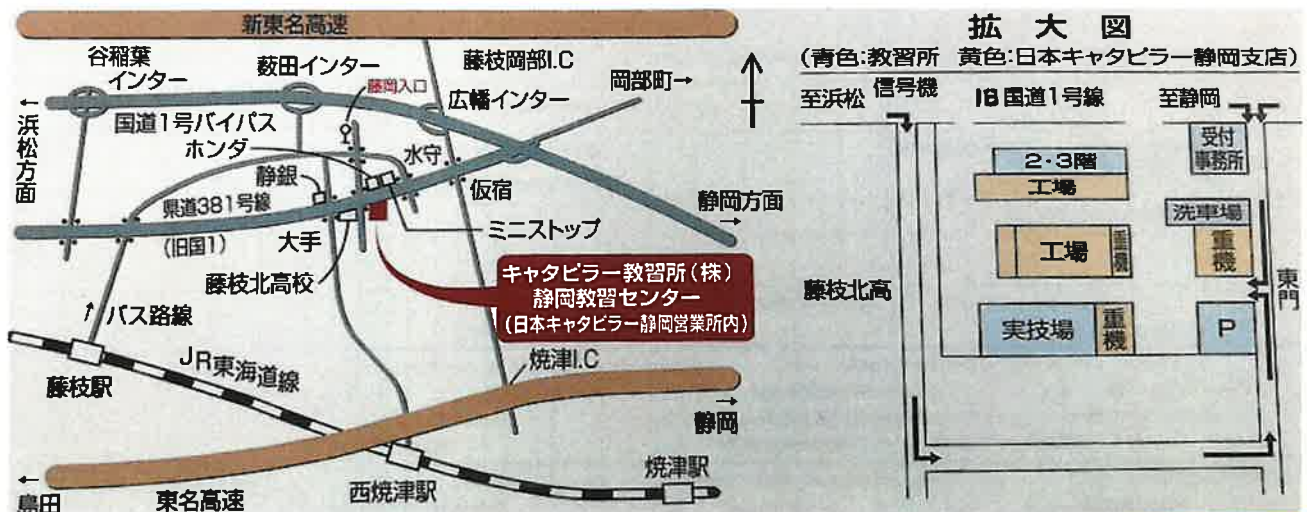 新東名高速
谷稲葉
インター
薮田インター
藤岡入口
藤枝岡部I.C
広幡インター
岡部町→
←
浜松方面
国道1号バイパス
ホンダ
水守
静銀
仮宿
県道381号線
(旧国1)
大手
ミニストップ
静岡方面
→
藤枝北高校
キャタピラー教習所(株)
静岡教習センター
(日本キャタピラー静岡営業所内)
バス路線
JR東海道線
藤枝駅
焼津I.C
→
静岡
←
島田
東名高速
西焼津駅
焼津駅
拡大図
(青色:教習所 黄色:日本キャタピラー静岡支店)
至浜松
信号機
旧国道1号線
至静岡
受付
事務所
2・3階
工場
洗車場
工場
重機
重機
藤枝北高
東門
実技場
重機
P